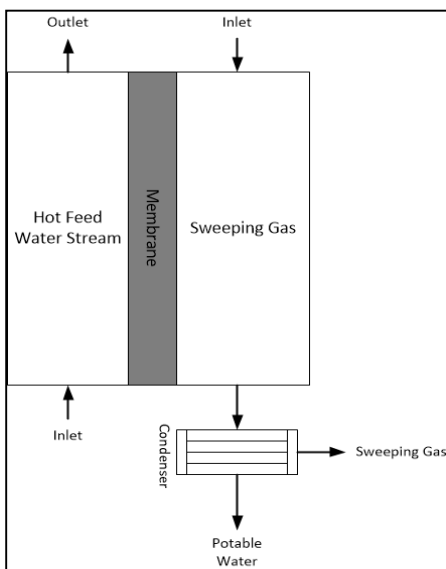 Outlet
Inlet
Hot Feed
Water Stream
Membrane
Sweeping Gas
Inlet
Condenser
Sweeping Gas
Potable
Water